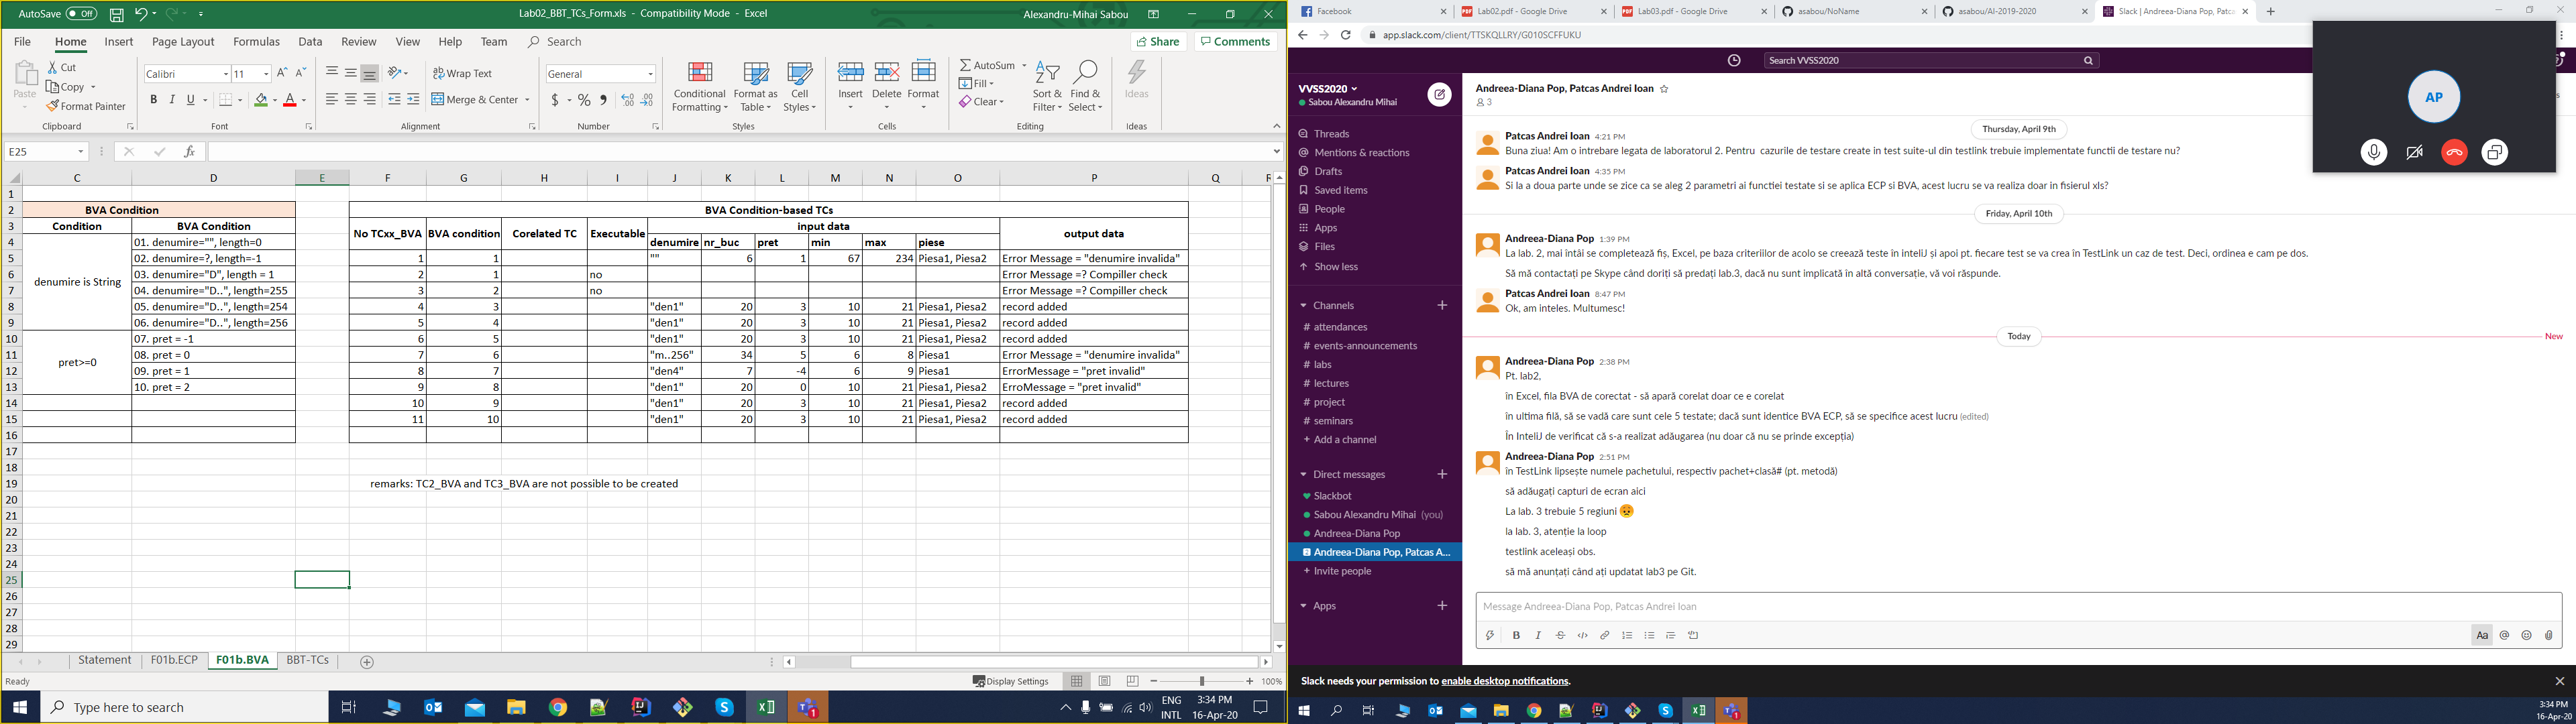 AutoSave Off
Lab02_BBT_TCs_Form.xls - Compatibility Mode - Excel
Alexandru-Mihai Sabou
File Home Insert Page Layout Formulas Data Review View Help Team Search
Share Comments
Paste
Cut
Copy
Format Painter
Clipboard
Calibri 11
B I U
Font
Wrap Text
Merge & Center
Alignment
General
$ % 9
Number
Conditional Formatting
Format as Table
Cell Styles
Styles
Insert Delete Format
Cells
AutoSum
Fill
Clear
Sort & Filter
Find & Select
Editing
Ideas
Ideas
E25 fx
C D E F G H I J K L M N O P Q R
BVA Condition
Condition BVA Condition
denumire is String
01. denumire="", length=0
02. denumire=?, length=-1
03. denumire="D", length = 1
04. denumire="D..", length=255
05. denumire="D..", length=254
06. denumire="D..", length=256
pret>=0
07. pret = -1
08. pret = 0
09. pret = 1
10. pret = 2
BVA Condition-based TCs
No TCxx_BVA BVA condition Corelated TC Executable input data output data
denumire nr_buc pret min max piese
1 1 "" 6 1 67 234 Piesa1, Piesa2 Error Message = "denumire invalida"
2 1 no Error Message =? Compiller check
3 2 no Error Message =? Compiller check
4 3 "den1" 20 3 10 21 Piesa1, Piesa2 record added
5 4 "den1" 20 3 10 21 Piesa1, Piesa2 record added
6 5 "den1" 20 3 10 21 Piesa1, Piesa2 record added
7 6 "m..256" 34 5 6 8 Piesa1 Error Message = "denumire invalida"
8 7 "den4" 7 -4 6 9 Piesa1 ErrorMessage = "pret invalid"
9 8 "den1" 20 0 10 21 Piesa1, Piesa2 ErroMessage = "pret invalid"
10 9 "den1" 20 3 10 21 Piesa1, Piesa2 record added
11 10 "den1" 20 3 10 21 Piesa1, Piesa2 record added
remarks: TC2_BVA and TC3_BVA are not possible to be created
1
2
3
4
5
6
7
8
9
10
11
12
13
14
15
16
17
18
19
20
21
22
23
24
25
26
27
28
29
Statement F01b.ECP F01b.BVA BBT-TCs
Ready
Display Settings
100%
Type here to search
ENG
INTL
3:34 PM
16-Apr-20
Facebook
Lab02.pdf - Google Drive
Lab03.pdf - Google Drive
asabou/NoName
asabou/AI-2019-2020
Slack | Andreea-Diana Pop, Patca
app.slack.com/client/TTSKQLLRY/G010SCFFUKU
Search VVSS2020
VVSS2020
Sabou Alexandru Mihai
Threads
Mentions & reactions
Drafts
Saved items
People
Apps
Files
Show less
Channels
# attendances
# events-announcements
# labs
# lectures
# project
# seminars
+ Add a channel
Direct messages
Slackbot
Sabou Alexandru Mihai (you)
Andreea-Diana Pop
2 Andreea-Diana Pop, Patcas A...
+ Invite people
Apps
Andreea-Diana Pop, Patcas Andrei Ioan
3
AP
Thursday, April 9th
Patcas Andrei Ioan 4:21 PM
Buna ziua! Am o intrebare legata de laboratorul 2. Pentru cazurile de testare create in test suite-ul din testlink trebuie implementate functii de testare nu?
Patcas Andrei Ioan 4:35 PM
Si la a doua parte unde se zice ca se aleg 2 parametri ai functiei testate si se aplica ECP si BVA, acest lucru se va realiza doar in fisierul xls?
Friday, April 10th
Andreea-Diana Pop 1:39 PM
La lab. 2, mai întâi se completează fiș, Excel, pe baza criteriilor de acolo se creează teste în inteliJ și apoi pt. fiecare test se va crea în TestLink un caz de test. Deci, ordinea e cam pe dos.
Să mă contactați pe Skype când doriți să predați lab.3, dacă nu sunt implicată în altă conversație, vă voi răspunde.
Patcas Andrei Ioan 8:47 PM
Ok, am inteles. Multumesc!
Today
New
Andreea-Diana Pop 2:38 PM
Pt. lab2,
în Excel, fila BVA de corectat - să apară corelat doar ce e corelat
în ultima filă, să se vadă care sunt cele 5 testate; dacă sunt identice BVA ECP, să se specifice acest lucru (edited)
În InteliJ de verificat că s-a realizat adăugarea (nu doar că nu se prinde excepția)
Andreea-Diana Pop 2:51 PM
în TestLink lipsește numele pachetului, respectiv pachet+clasă# (pt. metodă)
să adăugați capturi de ecran aici
La lab. 3 trebuie 5 regiuni
la lab. 3, atenție la loop
testlink aceleași obs.
să mă anunțați când ați updatat lab3 pe Git.
Message Andreea-Diana Pop, Patcas Andrei Ioan
B I Aa @
Slack needs your permission to enable desktop notifications.
3:34 PM
16-Apr-20